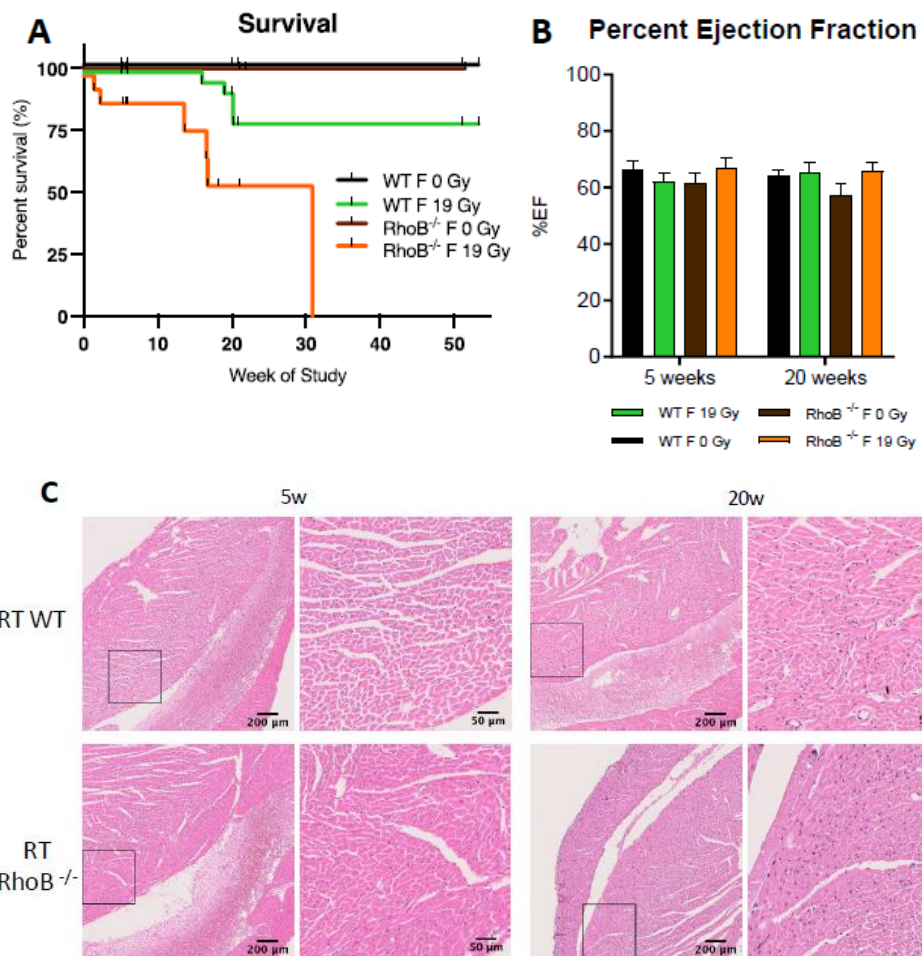 A
Survival
Percent survival (%)
100
75
50
25
0
0 10 20 30 40 50
Week of Study
WT F 0 Gy
WT F 19 Gy
RhoB-/- F 0 Gy
RhoB-/- F 19 Gy
B
Percent Ejection Fraction
%EF
100
80
60
40
20
0
5 weeks 20 weeks
WT F 19 Gy RhoB -/- F 0 Gy
WT F 0 Gy RhoB -/- F 19 Gy
C
5w 20w
RT WT
200 µm 50 µm 200 µm
RT
RhoB -/-
200 µm 50 µm 200 µm